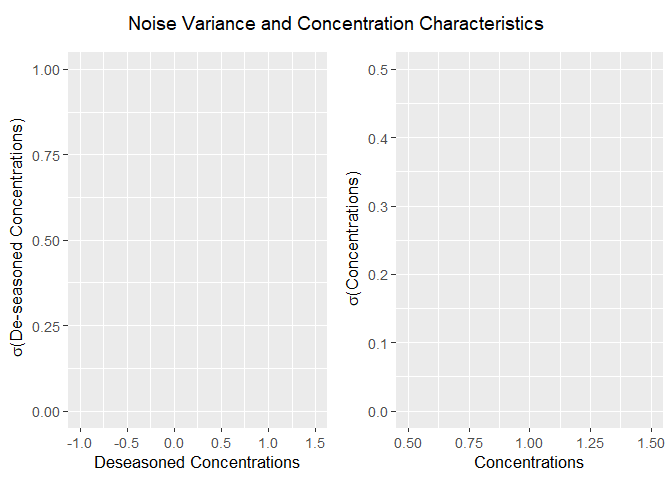 Noise Variance and Concentration Characteristics
σ(De-seasoned Concentrations)
1.00
0.75
0.50
0.25
0.00
-1.0 -0.5 0.0 0.5 1.0 1.5
Deseasoned Concentrations
σ(Concentrations)
0.5
0.4
0.3
0.2
0.1
0.0
0.50 0.75 1.00 1.25 1.50
Concentrations